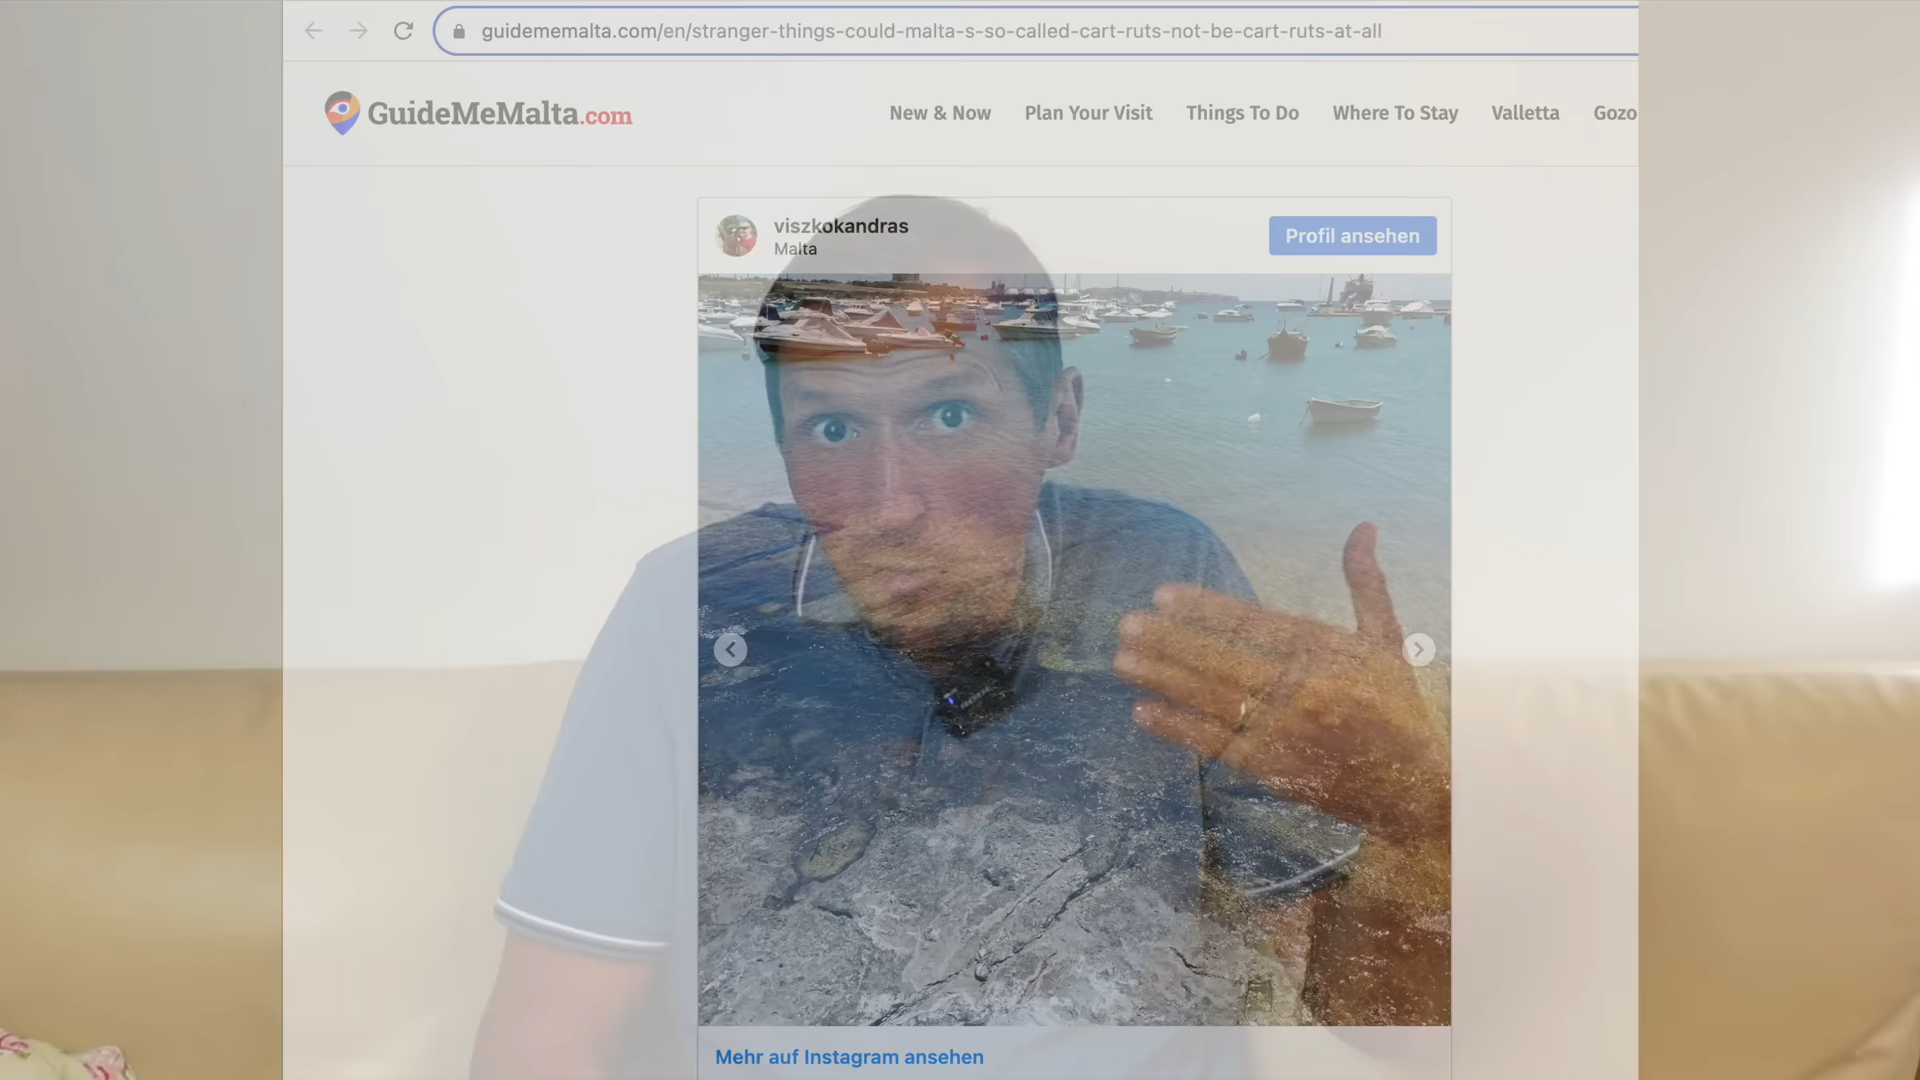 guidememalta.com/en/stranger-things-could-malta-s-so-called-cart-ruts-not-be-cart-ruts-at-all
GuideMeMalta.com
New & Now Plan Your Visit Things To Do Where To Stay Valletta Gozo
viszkokandras
Malta
Profil ansehen
Mehr auf Instagram ansehen